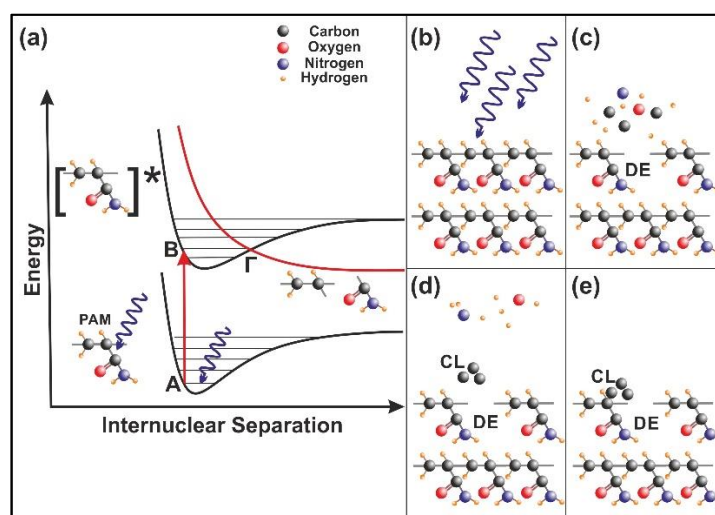 (a)
Carbon
Oxygen
Nitrogen
Hydrogen
Energy
[ ]*
B
Γ
PAM
A
Internuclear Separation
(b)
(c)
DE
(d)
CL
DE
(e)
CL
DE